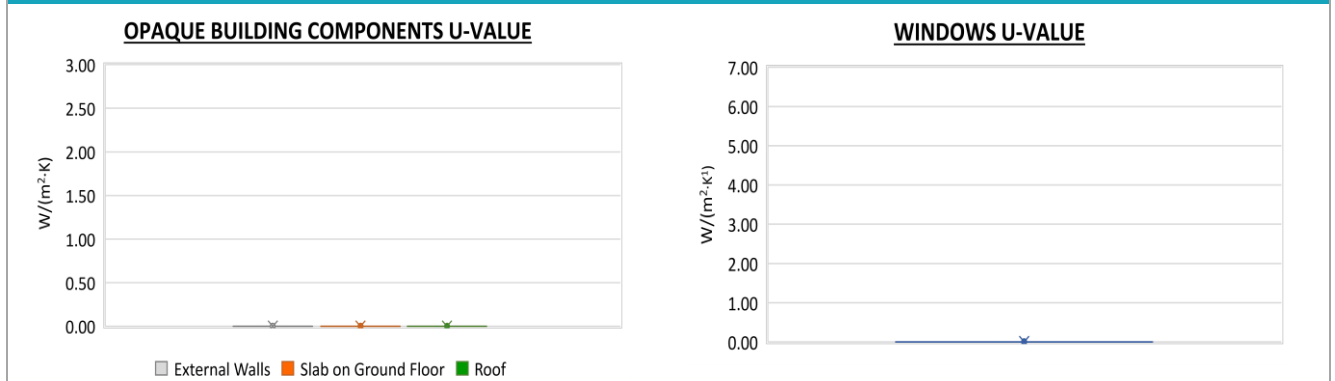 OPAQUE BUILDING COMPONENTS U-VALUE
3.00
2.50
2.00
1.50
1.00
0.50
0.00
W/(m²·K)
External Walls
Slab on Ground Floor
Roof
WINDOWS U-VALUE
7.00
6.00
5.00
4.00
3.00
2.00
1.00
0.00
W/(m²·K¹)